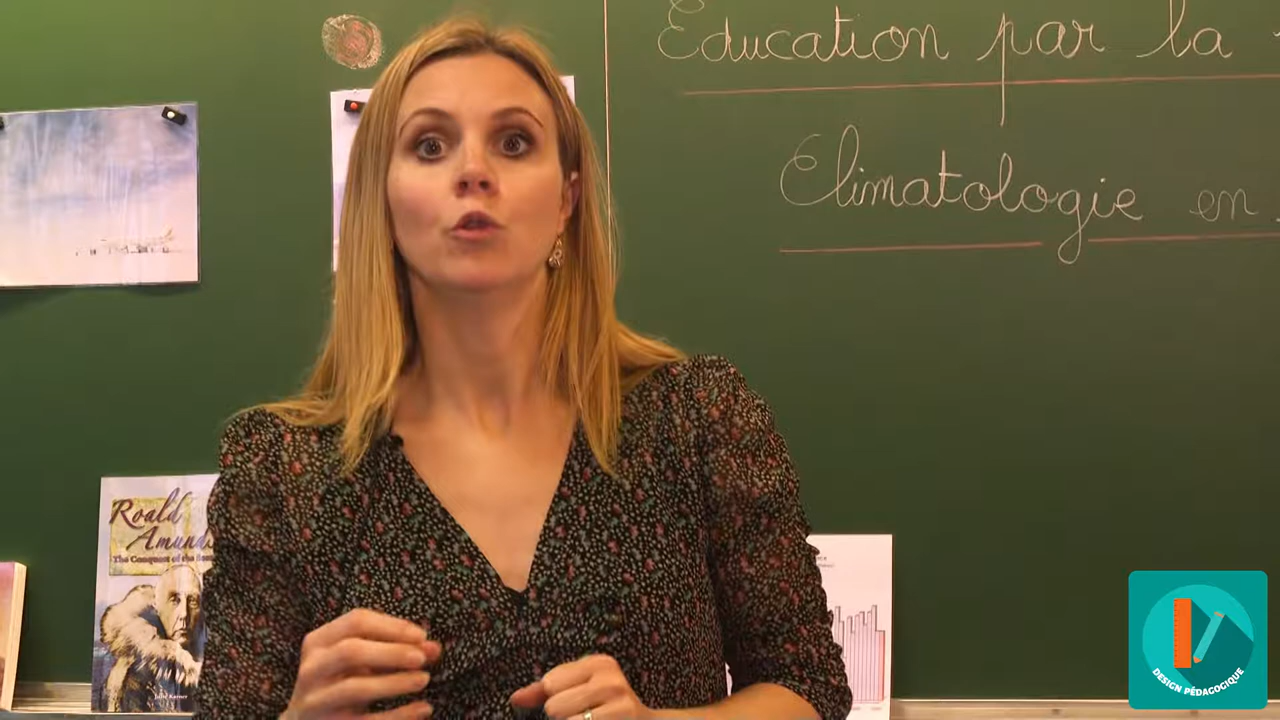 Education par la
Climatologie en
Roald
Amund
The Conquest of the
DESIGN PÉDAGOGIQUE